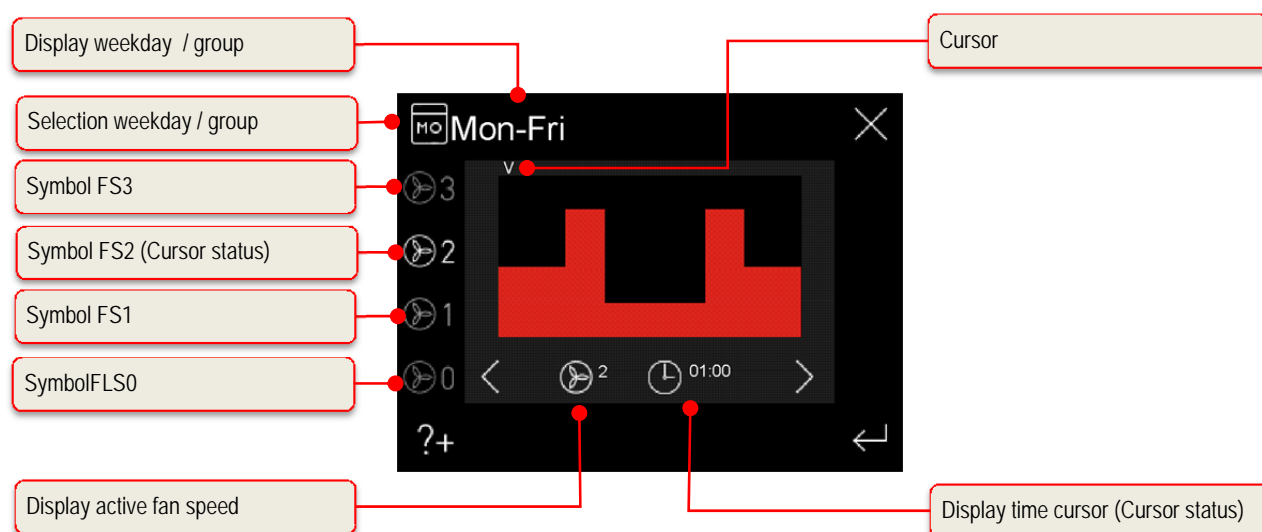 Display weekday / group
Cursor
Selection weekday / group
MO Mon-Fri
Symbol FS3
V
3
Symbol FS2 (Cursor status)
2
Symbol FS1
1
SymbolFLS0
0
2
01:00
?+
Display active fan speed
Display time cursor (Cursor status)